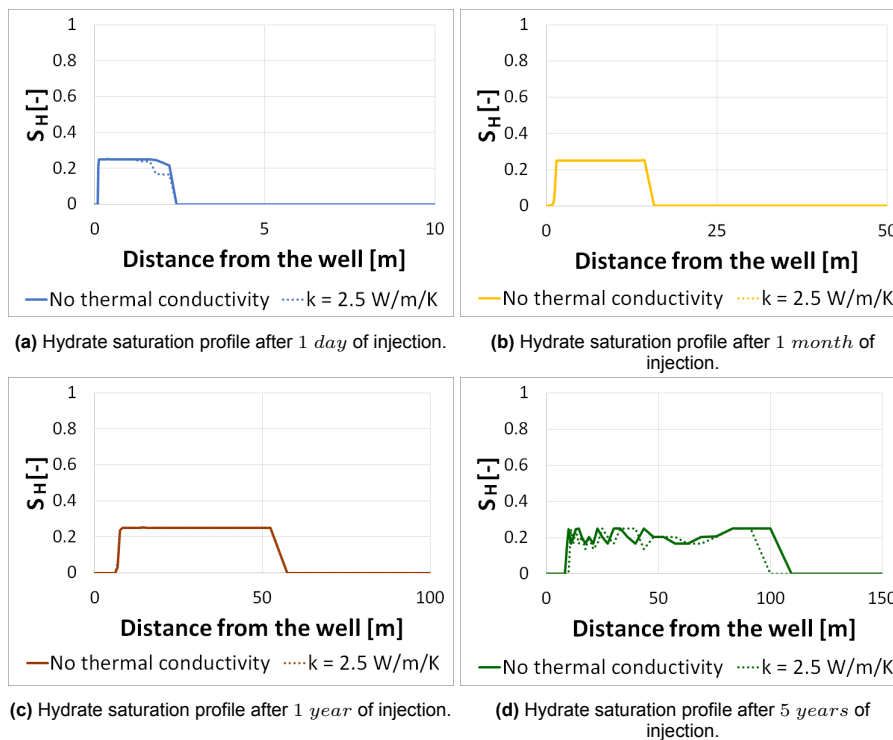 1
0.8
0.6
0.4
0.2
0
S_H[-]
0 5 10
Distance from the well [m]
No thermal conductivity k = 2.5 W/m/K
(a) Hydrate saturation profile after 1 day of injection.
1
0.8
0.6
0.4
0.2
0
S_H[-]
0 25 50
Distance from the well [m]
No thermal conductivity k = 2.5 W/m/K
(b) Hydrate saturation profile after 1 month of
injection.
1
0.8
0.6
0.4
0.2
0
S_H[-]
0 50 100
Distance from the well [m]
No thermal conductivity k = 2.5 W/m/K
(c) Hydrate saturation profile after 1 year of injection.
1
0.8
0.6
0.4
0.2
0
S_H[-]
0 50 100 150
Distance from the well [m]
No thermal conductivity k = 2.5 W/m/K
(d) Hydrate saturation profile after 5 years of
injection.